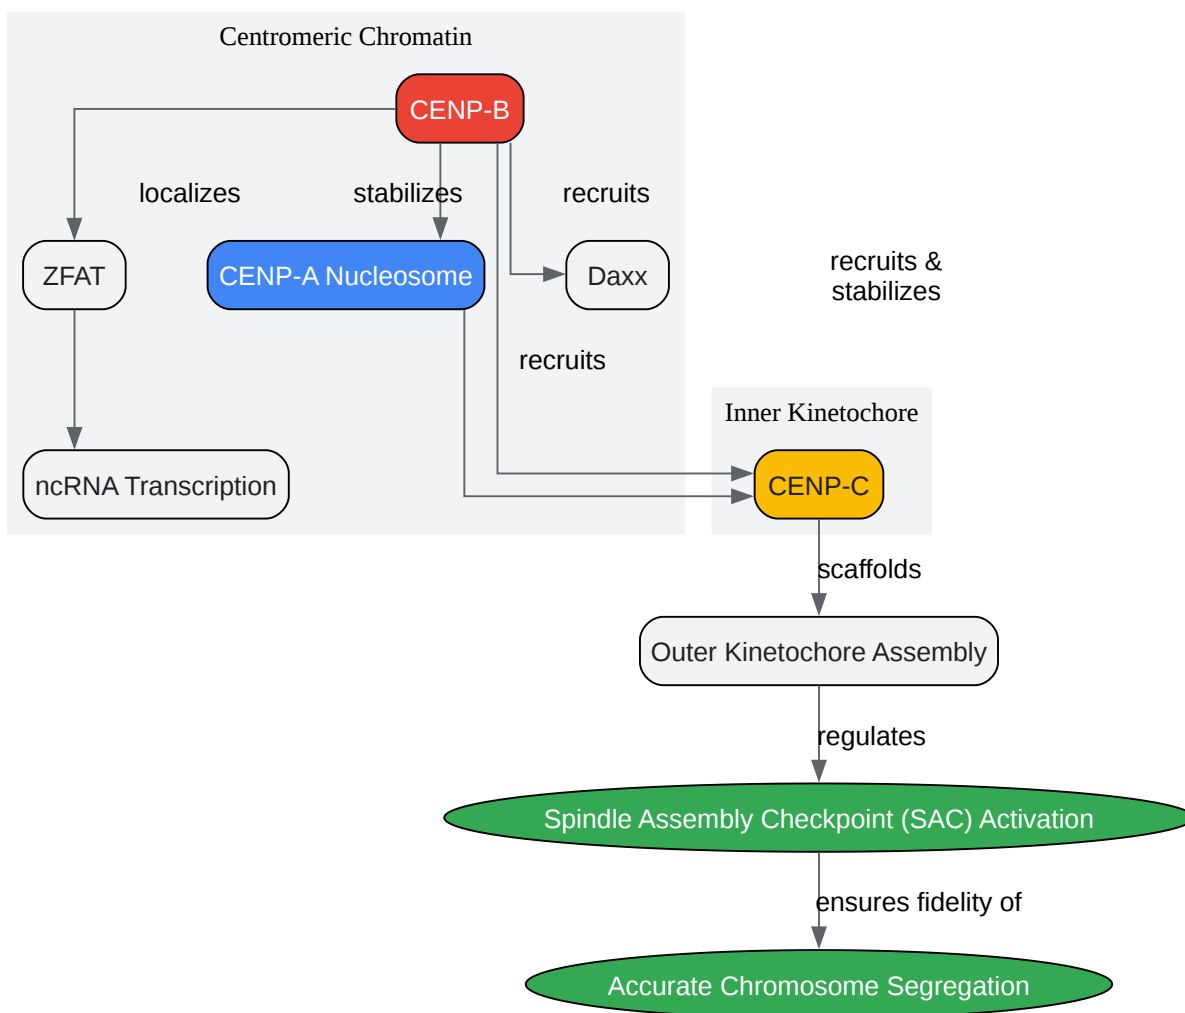 Centromeric Chromatin
CENP-B
localizes
stabilizes
recruits
ZFAT
CENP-A Nucleosome
Daxx
recruits &
stabilizes
recruits
Inner Kinetochore
ncRNA Transcription
CENP-C
scaffolds
Outer Kinetochore Assembly
regulates
Spindle Assembly Checkpoint (SAC) Activation
ensures fidelity of
Accurate Chromosome Segregation